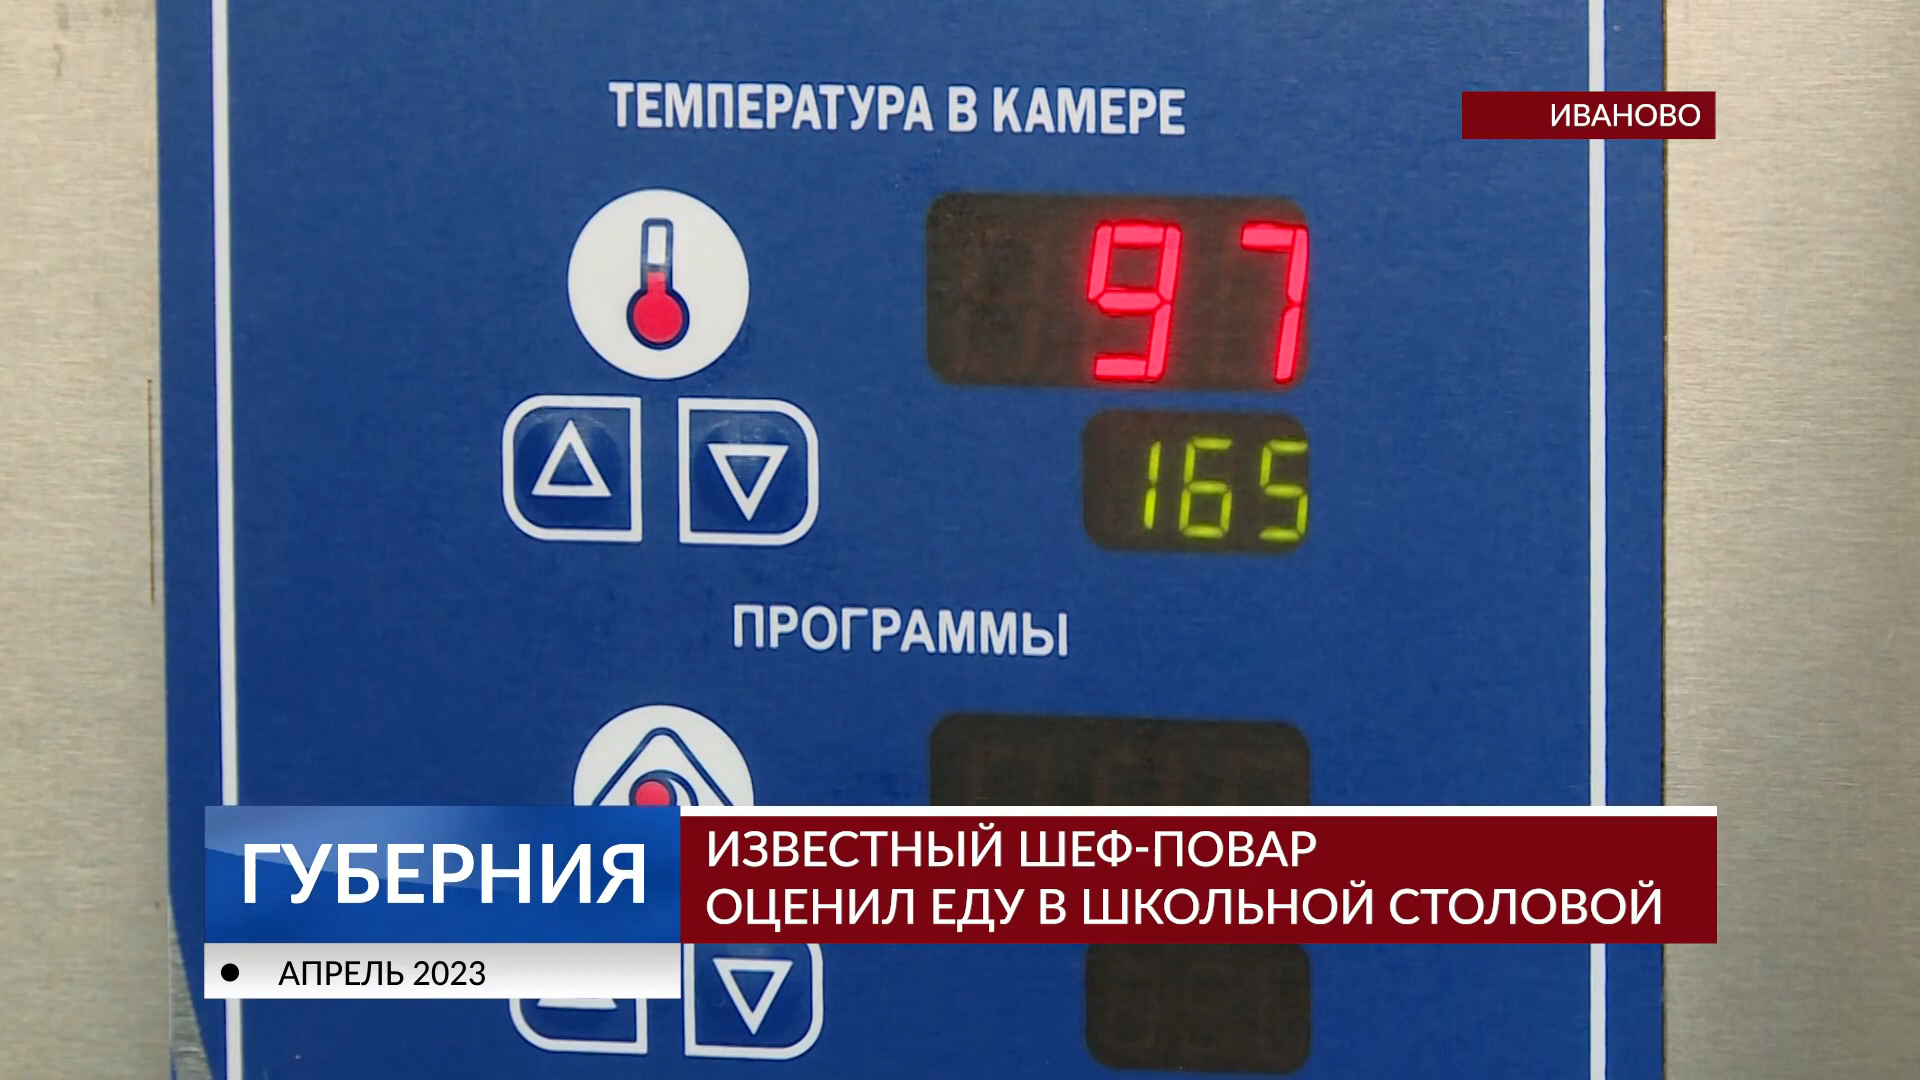 ТЕМПЕРАТУРА В КАМЕРЕ
ИВАНОВО
97
165
ПРОГРАММЫ
ГУБЕРНИЯ
ИЗВЕСТНЫЙ ШЕФ-ПОВАР
ОЦЕНИЛ ЕДУ В ШКОЛЬНОЙ СТОЛОВОЙ
АПРЕЛЬ 2023